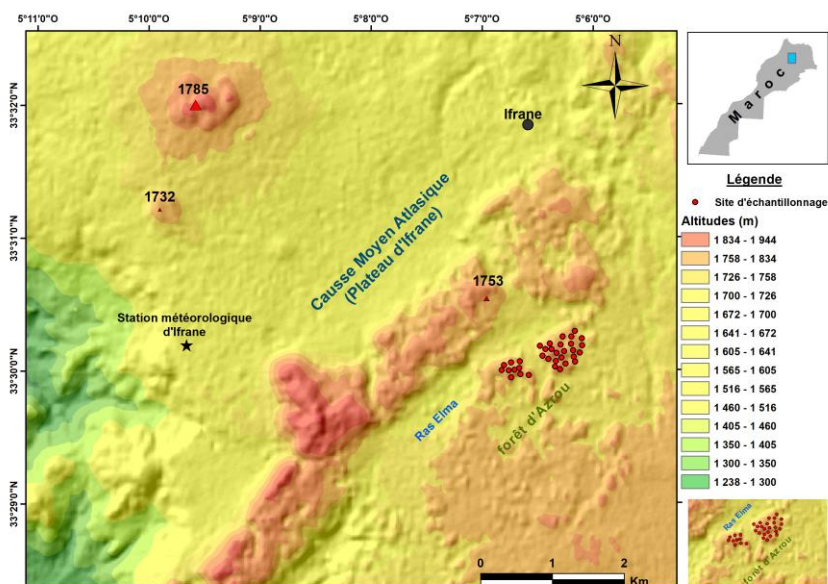 5°11'0"O
5°10'0"O
5°9'0"O
5°8'0"O
5°7'0"O
5°6'0"O
33°32'0"N
33°31'0"N
33°30'0"N
33°29'0"N
N
1785
Ifrane
1732
Causse Moyen Atlasique
(Plateau d'Ifrane)
1753
Station météorologique
d'Ifrane
Ras Elma
forêt d'Azrou
0 1 2
Km
Maroc
Légende
Site d'échantillonnage
Altitudes (m)
1 834 - 1 944
1 758 - 1 834
1 726 - 1 758
1 700 - 1 726
1 672 - 1 700
1 641 - 1 672
1 605 - 1 641
1 565 - 1 605
1 516 - 1 565
1 460 - 1 516
1 405 - 1 460
1 350 - 1 405
1 300 - 1 350
1 238 - 1 300
Ras Elma
forêt d'Azrou